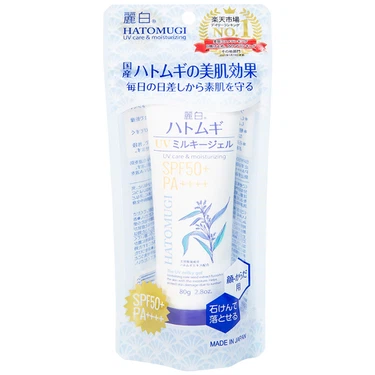 麗白®
HATOMUGI
UV care & moisturizing
楽天市場
No.1
国産ハトムギの美肌効果
毎日の日差しから素肌を守る
麗白®
ハトムギ
UVミルキージェル
UV care & moisturizing
SPF50+
PA++++
HATOMUGI
80g 2.8oz.
顔・からだ用
石けんで
落とせる
SPF50+
PA++++
MADE IN JAPAN